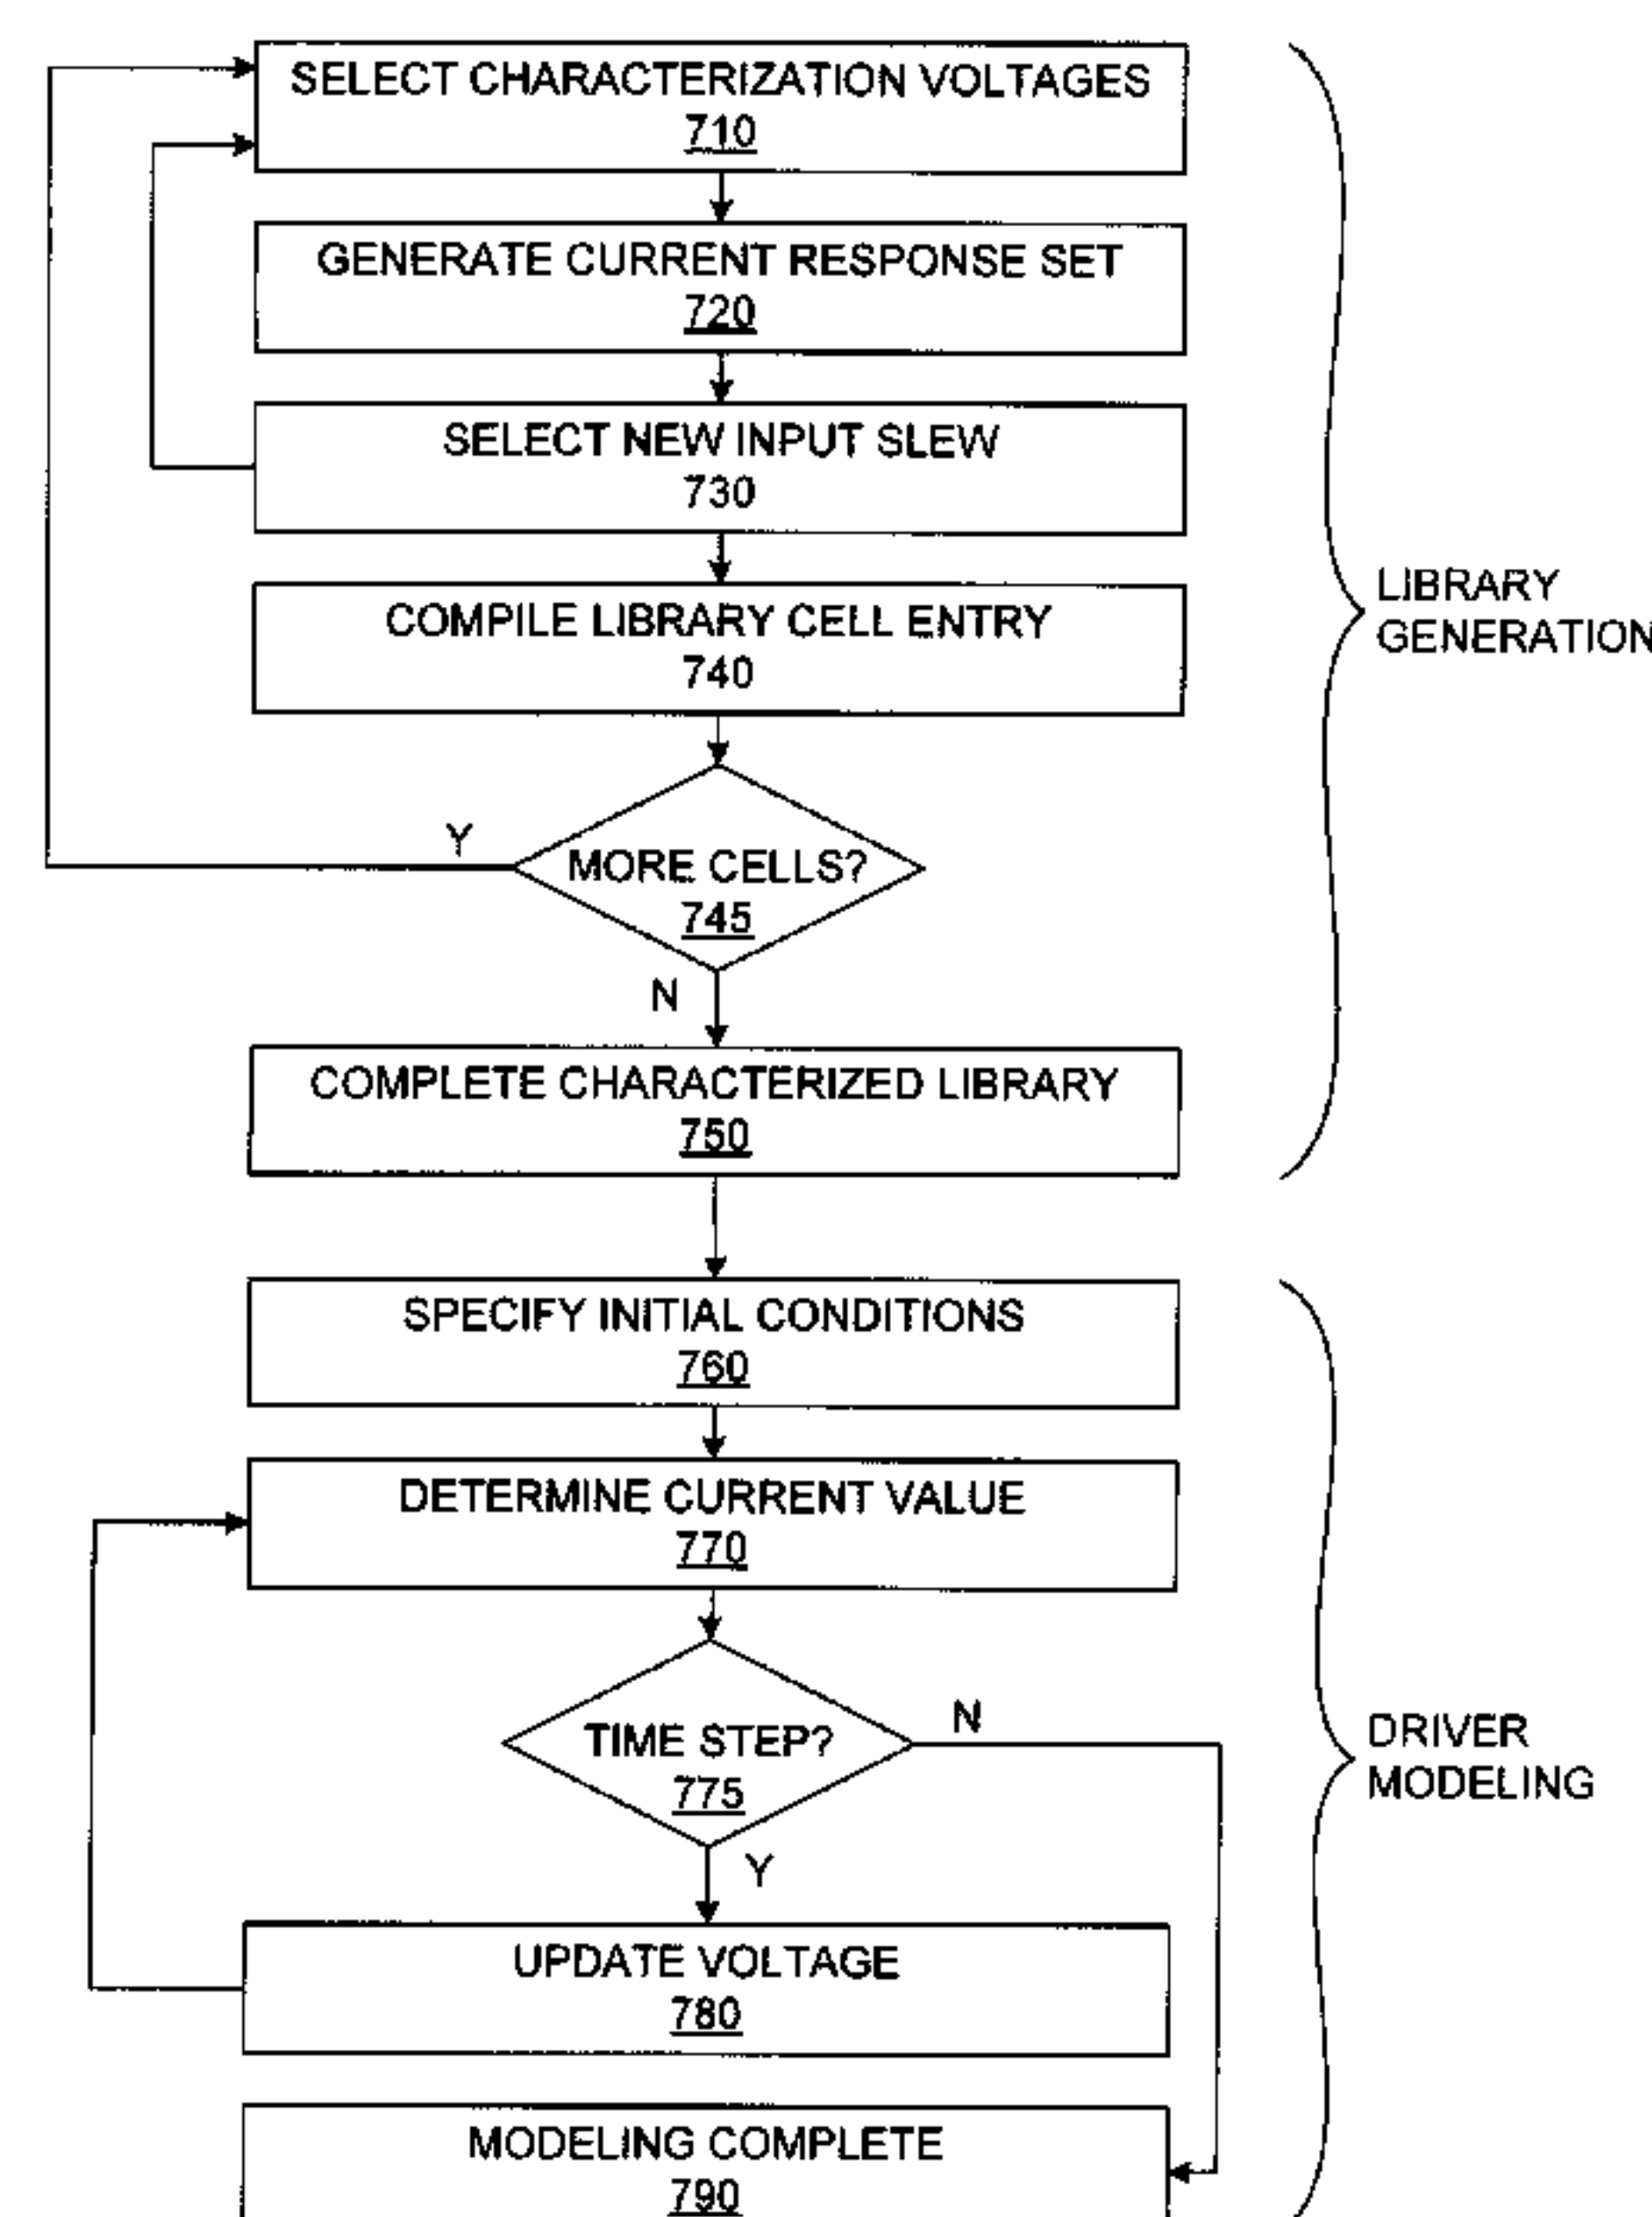 SELECT CHARACTERIZATION VOLTAGES
710
GENERATE CURRENT RESPONSE SET
720
SELECT NEW INPUT SLEW
730
COMPILE LIBRARY CELL ENTRY
740
LIBRARY
GENERATION
Y
MORE CELLS?
745
N
COMPLETE CHARACTERIZED LIBRARY
750
SPECIFY INITIAL CONDITIONS
760
DETERMINE CURRENT VALUE
770
TIME STEP?
775
N
Y
DRIVER
MODELING
UPDATE VOLTAGE
780
MODELING COMPLETE
790